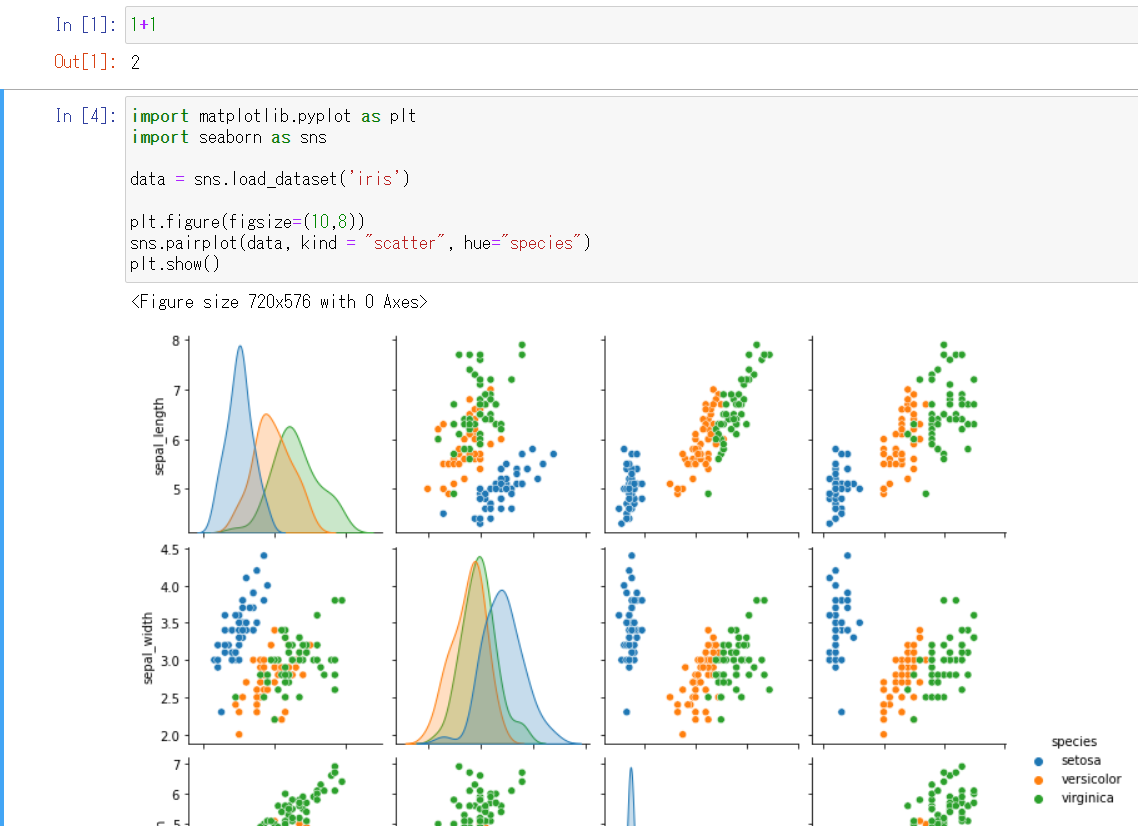 In [1]: 1+1
Out[1]: 2
In [4]: import matplotlib.pyplot as plt
import seaborn as sns
data = sns.load_dataset('iris')
plt.figure(figsize=(10,8))
sns.pairplot(data, kind = "scatter", hue="species")
plt.show()
<Figure size 720x576 with 0 Axes>
8
7
6
5
sepal_length
4.5
4.0
3.5
3.0
2.5
2.0
sepal_width
species
setosa
versicolor
virginica
7
6
5